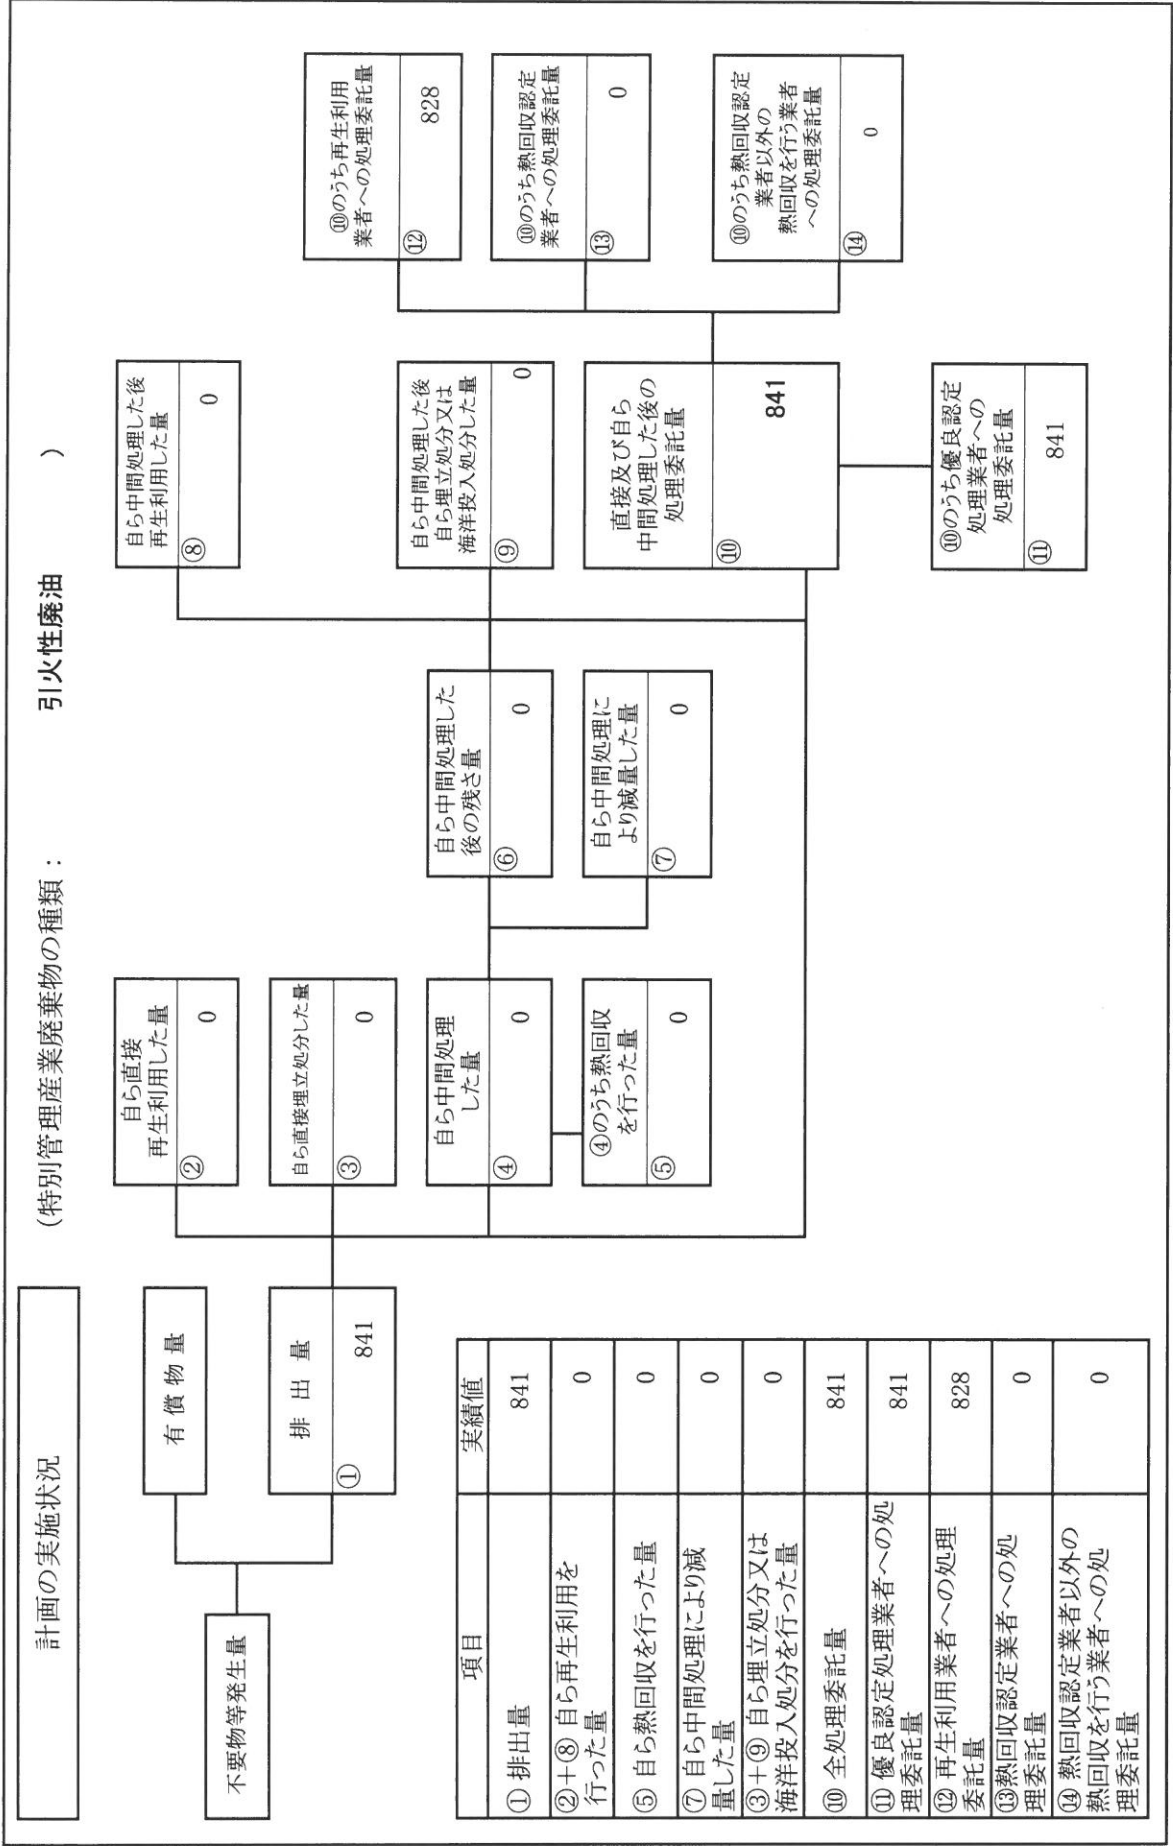 計画の実施状況
(特別管理産業廃棄物の種類： 引火性廃油 )
不要物等発生量
有償物量
排出量
① 841
自ら直接
再生利用した量
② 0
自ら直接埋立処分した量
③ 0
自ら中間処理
した量
④ 0
④のうち熱回収
を行った量
⑤ 0
自ら中間処理した
後の残さ量
⑥ 0
自ら中間処理に
より減量した量
⑦ 0
自ら中間処理した後
再生利用した量
⑧ 0
自ら中間処理した後
自ら埋立処分又は
海洋投入処分した量
⑨ 0
直接及び自ら
中間処理した後の
処理委託量
⑩ 841
⑩のうち優良認定
処理業者への
処理委託量
⑪ 841
⑩のうち再生利用
業者への処理委託量
⑫ 828
⑩のうち熱回収認定
業者への処理委託量
⑬ 0
⑩のうち熱回収認定
業者以外の
熱回収を行う業者
への処理委託量
⑭ 0
項目 実績値
① 排出量 841
②＋⑧ 自ら再生利用を
行った量 0
⑤ 自ら熱回収を行った量 0
⑦ 自ら中間処理により減
量した量 0
③＋⑨ 自ら埋立処分又は
海洋投入処分を行った量 0
⑩ 全処理委託量 841
⑪ 優良認定処理業者への処
理委託量 841
⑫ 再生利用業者への処理
委託量 828
⑬熱回収認定業者への処
理委託量 0
⑭ 熱回収認定業者以外の
熱回収を行う業者への処
理委託量 0